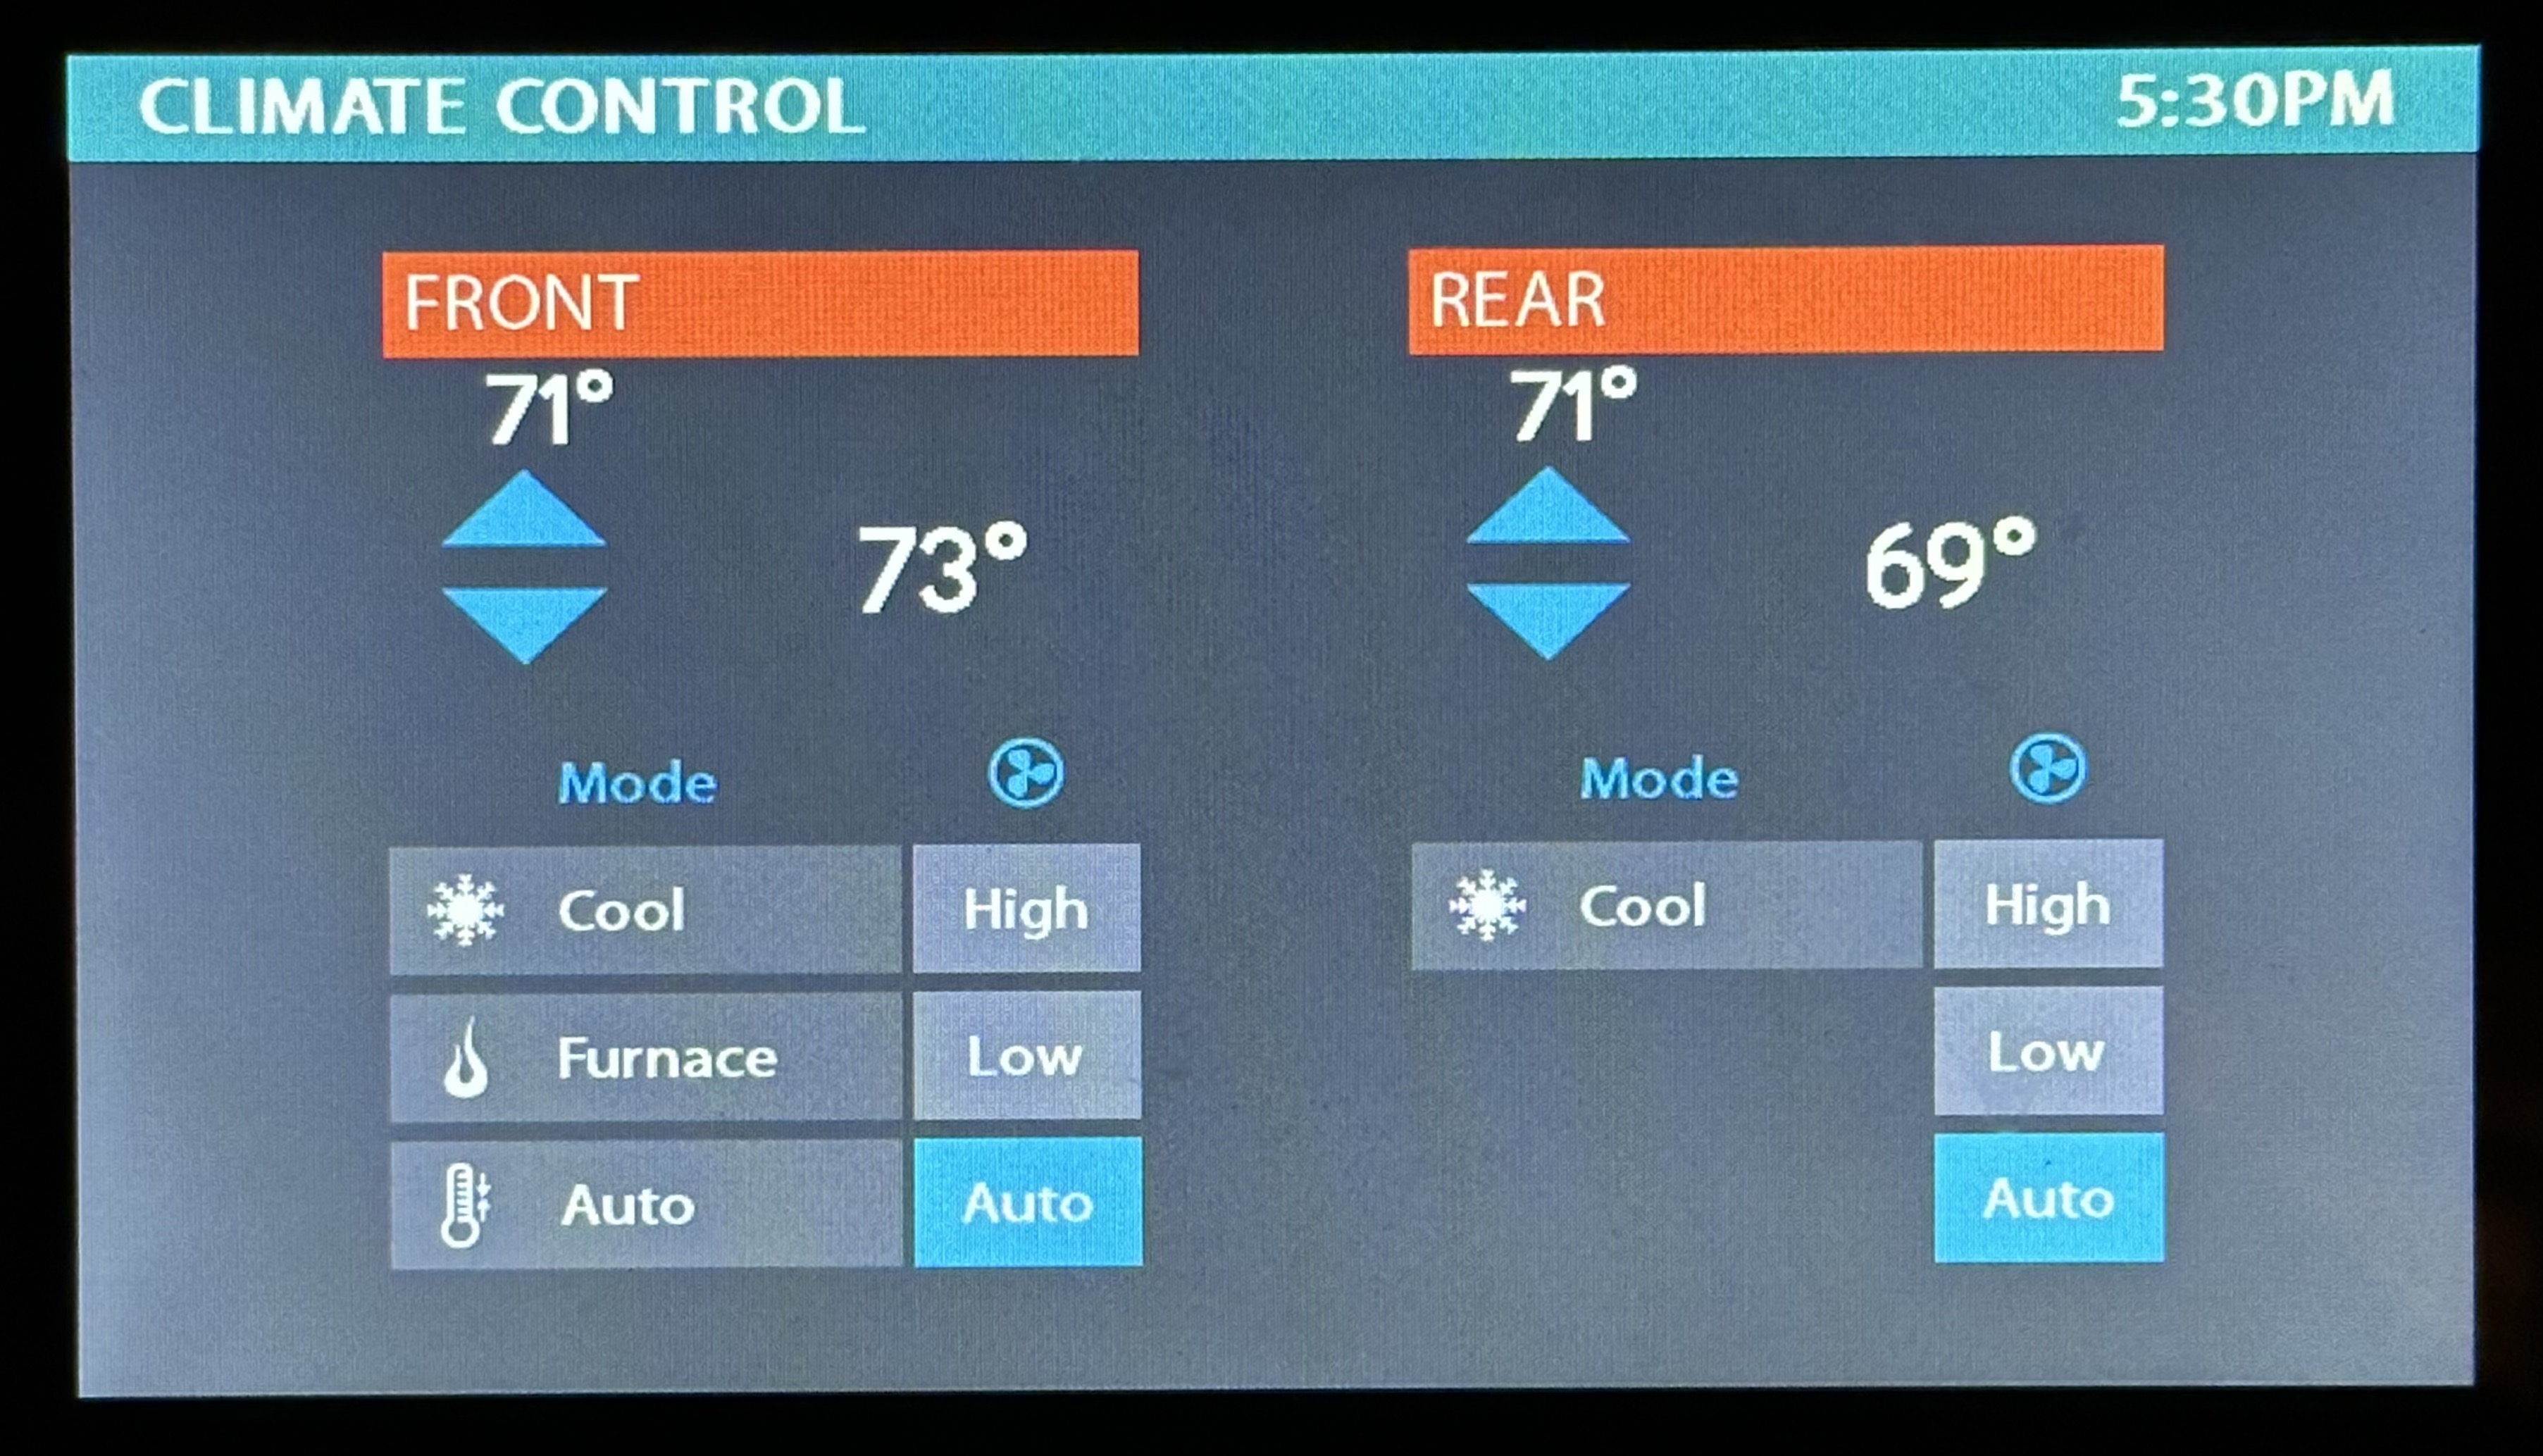 CLIMATE CONTROL 5:30PM
FRONT
71°
73°
Mode
Cool High
Furnace Low
Auto Auto
REAR
71°
69°
Mode
Cool High
Low
Auto